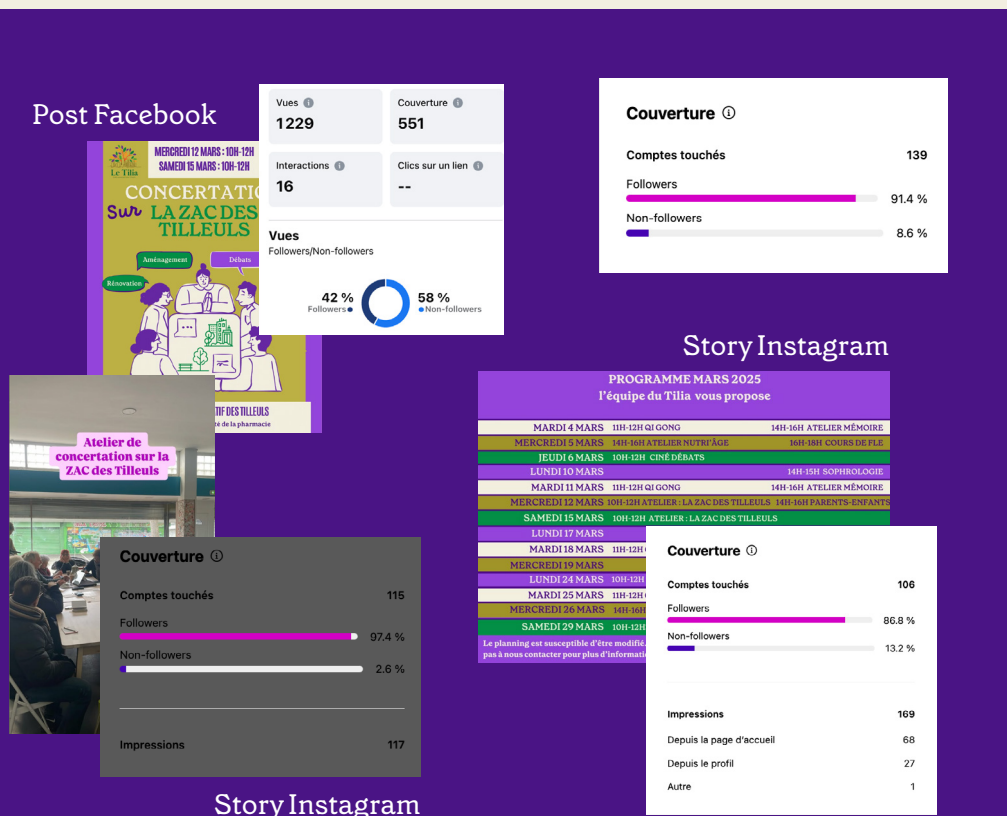 Post Facebook
Le Tilia
MERCREDI 12 MARS : 10H-12H
SAMEDI 15 MARS : 10H-12H
CONCERTATIO
Sur LA ZAC DES
TILLEULS
Aménagement
Débats
Rénovation
TIF DES TILLEULS
té de la pharmacie
Vues
1229
Couverture
551
Interactions
16
Clics sur un lien
--
Vues
Followers/Non-followers
42 %
Followers
58 %
Non-followers
Couverture
Comptes touchés 139
Followers
91.4 %
Non-followers
8.6 %
Story Instagram
PROGRAMME MARS 2025
l'équipe du Tilia vous propose
MARDI 4 MARS 11H-12H QI GONG 14H-16H ATELIER MÉMOIRE
MERCREDI 5 MARS 14H-16H ATELIER NUTRI'ÂGE 16H-18H COURS DE FLE
JEUDI 6 MARS 10H-12H CINÉ DÉBATS
LUNDI 10 MARS 14H-15H SOPHROLOGIE
MARDI 11 MARS 11H-12H QI GONG 14H-16H ATELIER MÉMOIRE
MERCREDI 12 MARS 10H-12H ATELIER : LA ZAC DES TILLEULS 14H-16H PARENTS-ENFANTS
SAMEDI 15 MARS 10H-12H ATELIER : LA ZAC DES TILLEULS
LUNDI 17 MARS
MARDI 18 MARS 11H-12H
MERCREDI 19 MARS
LUNDI 24 MARS 10H-12H
MARDI 25 MARS 11H-12H
MERCREDI 26 MARS 14H-16H
SAMEDI 29 MARS 10H-12H
Le planning est susceptible d'être modifié.
pas à nous contacter pour plus d'informati
Couverture
Comptes touchés 106
Followers
86.8 %
Non-followers
13.2 %
Impressions 169
Depuis la page d'accueil 68
Depuis le profil 27
Autre 1
Atelier de
concertation sur la
ZAC des Tilleuls
Couverture
Comptes touchés 115
Followers
97.4 %
Non-followers
2.6 %
Impressions 117
Story Instagram